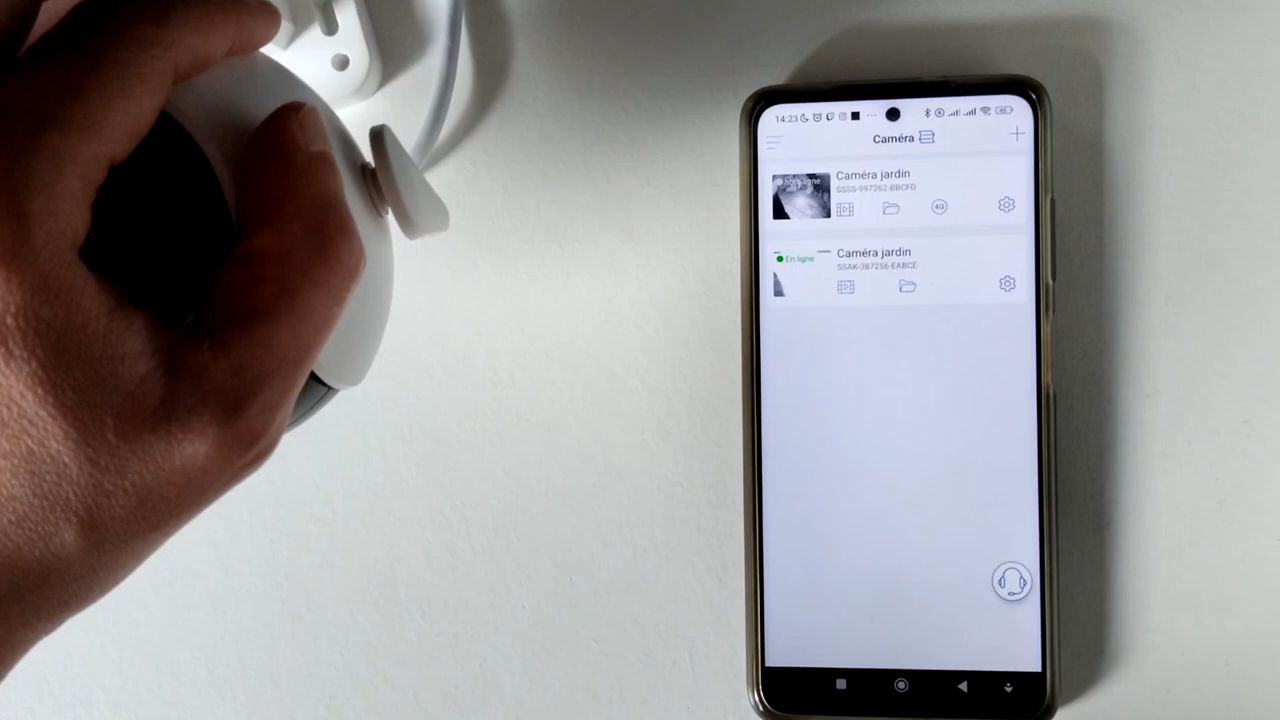 14:23
Caméra
Caméra jardin
SSSS-997262-BBCFD
4G
Caméra jardin
En ligne
SSAK-387256-EABCE